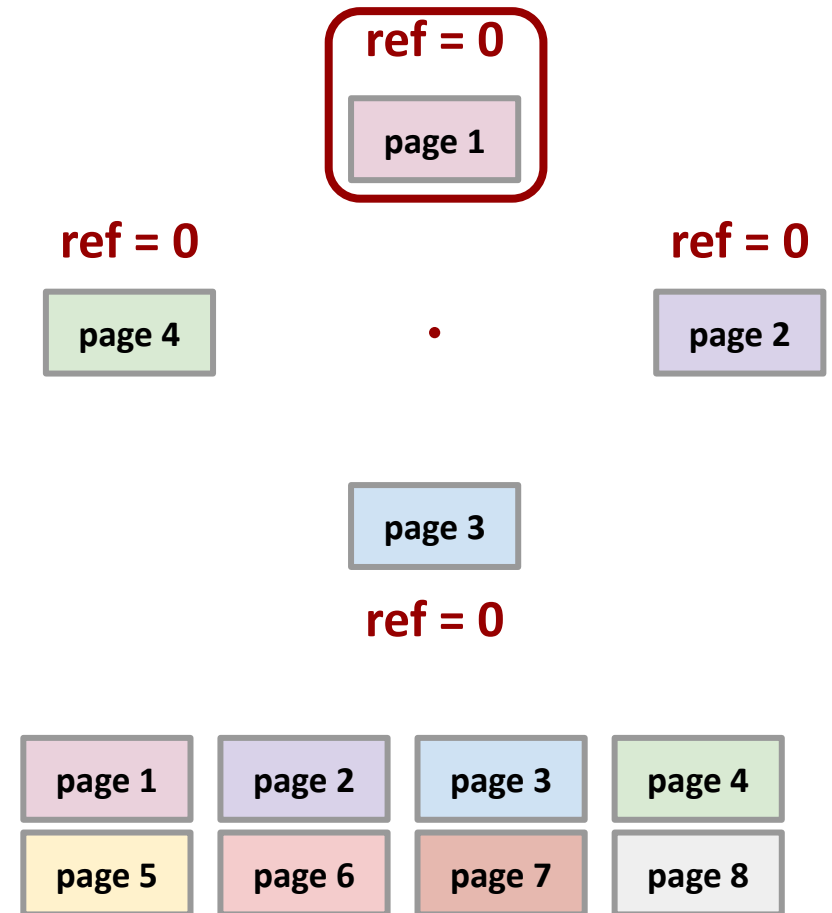 ref = 0
page 1
ref = 0
ref = 0
page 4
page 2
page 3
ref = 0
page 1
page 2
page 3
page 4
page 5
page 6
page 7
page 8